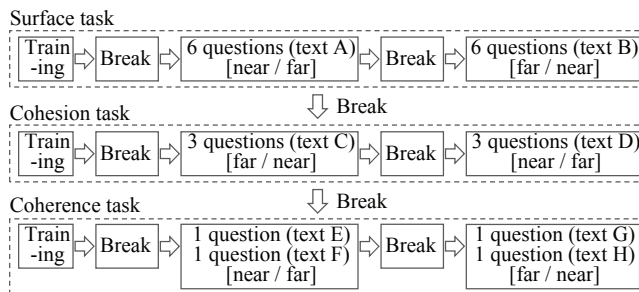 Surface task
Train
-ing
Break
6 questions (text A)
[near / far]
Break
6 questions (text B)
[near / far]
Break
Cohesion task
Train
-ing
Break
3 questions (text C)
[far / near]
Break
3 questions (text D)
[near / far]
Break
Coherence task
Train
-ing
Break
1 question (text E)
1 question (text F)
[near / far]
Break
1 question (text G)
1 question (text H)
[far / near]